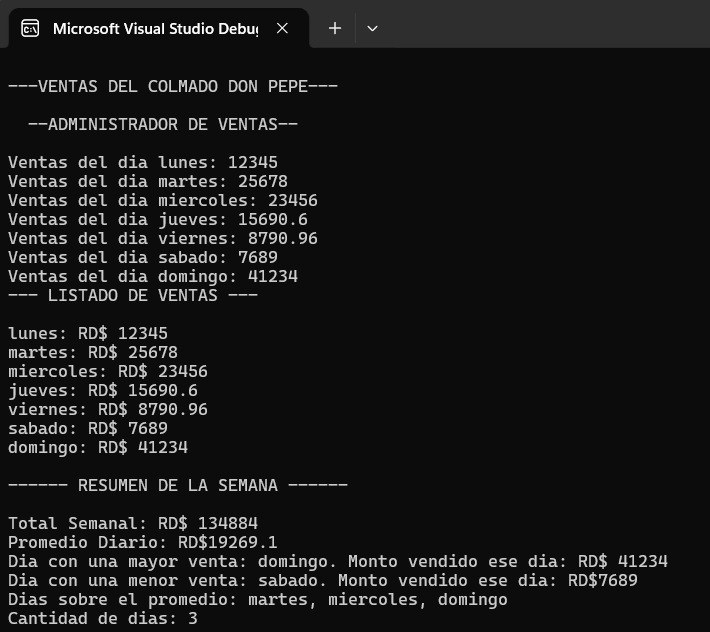 Microsoft Visual Studio Debug
---VENTAS DEL COLMADO DON PEPE---
--ADMINISTRADOR DE VENTAS--
Ventas del dia lunes: 12345
Ventas del dia martes: 25678
Ventas del dia miercoles: 23456
Ventas del dia jueves: 15690.6
Ventas del dia viernes: 8790.96
Ventas del dia sabado: 7689
Ventas del dia domingo: 41234
--- LISTADO DE VENTAS ---
lunes: RD$ 12345
martes: RD$ 25678
miercoles: RD$ 23456
jueves: RD$ 15690.6
viernes: RD$ 8790.96
sabado: RD$ 7689
domingo: RD$ 41234
------ RESUMEN DE LA SEMANA ------
Total Semanal: RD$ 134884
Promedio Diario: RD$19269.1
Dia con una mayor venta: domingo. Monto vendido ese dia: RD$ 41234
Dia con una menor venta: sabado. Monto vendido ese dia: RD$7689
Dias sobre el promedio: martes, miercoles, domingo
Cantidad de dias: 3